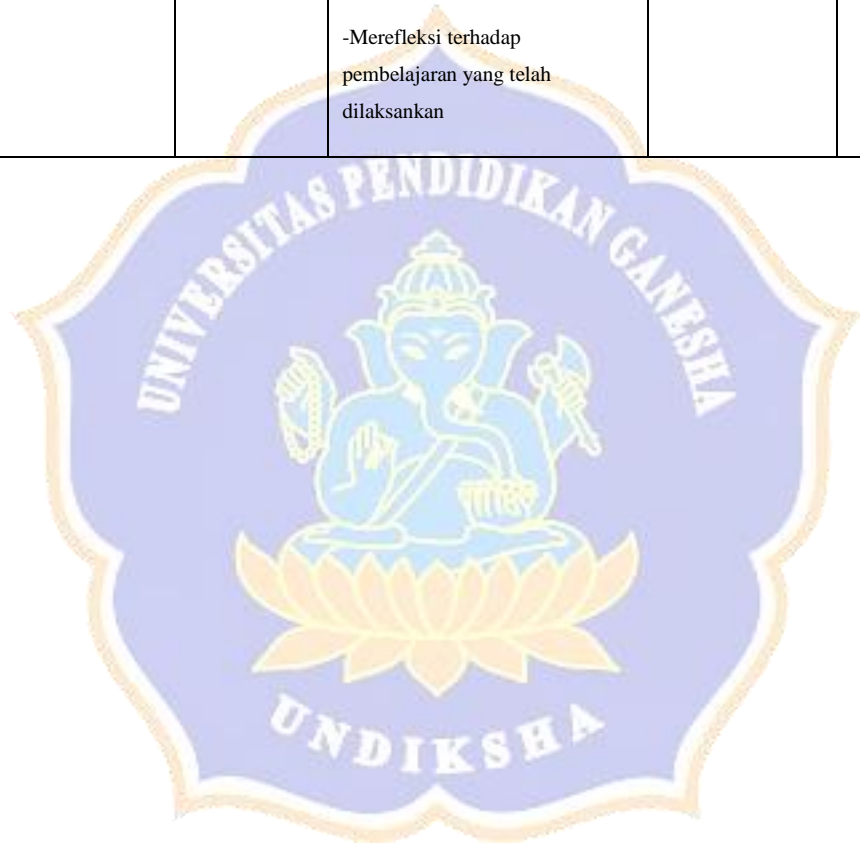 -Merefleksi terhadap
pembelajaran yang telah
dilaksankan
UNIVERSITAS PENDIDIKAN GANESHA
UNDIKSHA